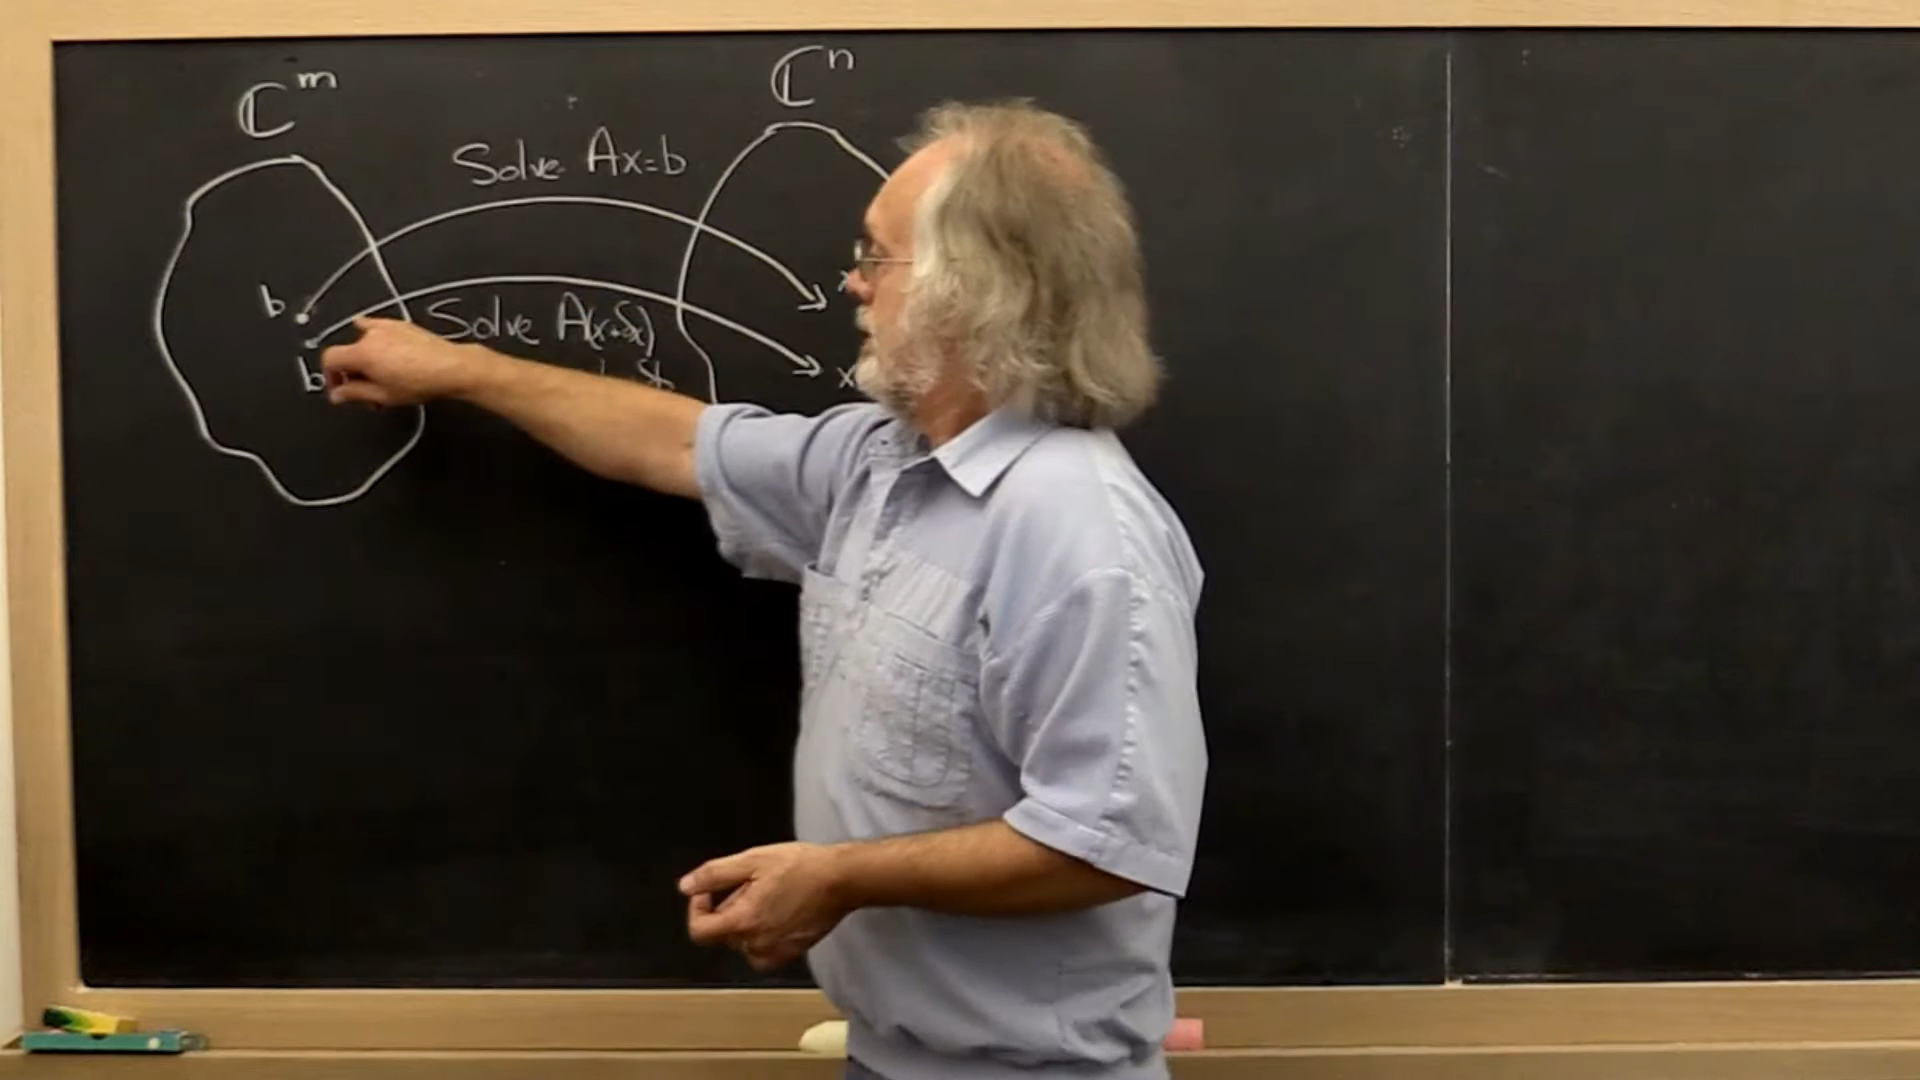 ℂᵐ
ℂⁿ
Solve Ax=b
b
x
Solve A(x+δx)
b
x